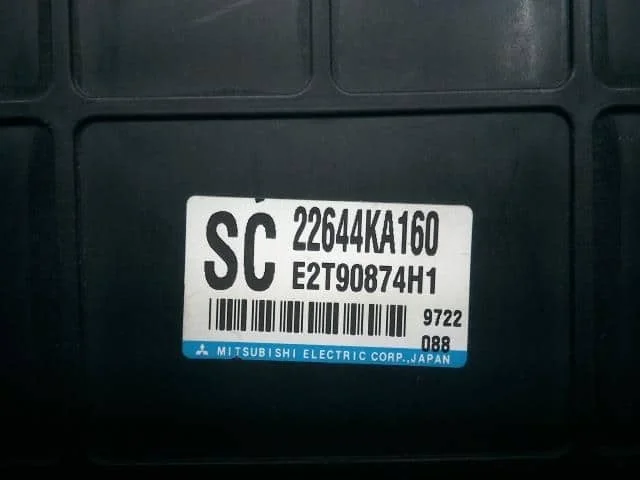 SC 22644KA160
E2T90874H1
9722
088
MITSUBISHI ELECTRIC CORP.,JAPAN